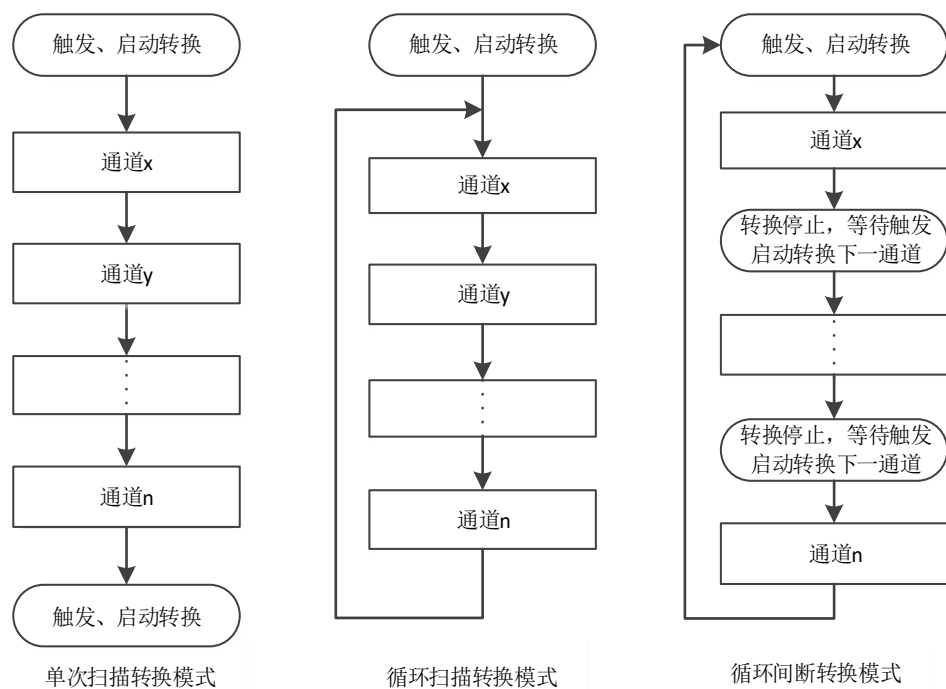 触发、启动转换
通道x
通道y
通道n
触发、启动转换
单次扫描转换模式
触发、启动转换
通道x
通道y
通道n
循环扫描转换模式
触发、启动转换
通道x
转换停止，等待触发
启动转换下一通道
转换停止，等待触发
启动转换下一通道
通道n
循环间断转换模式